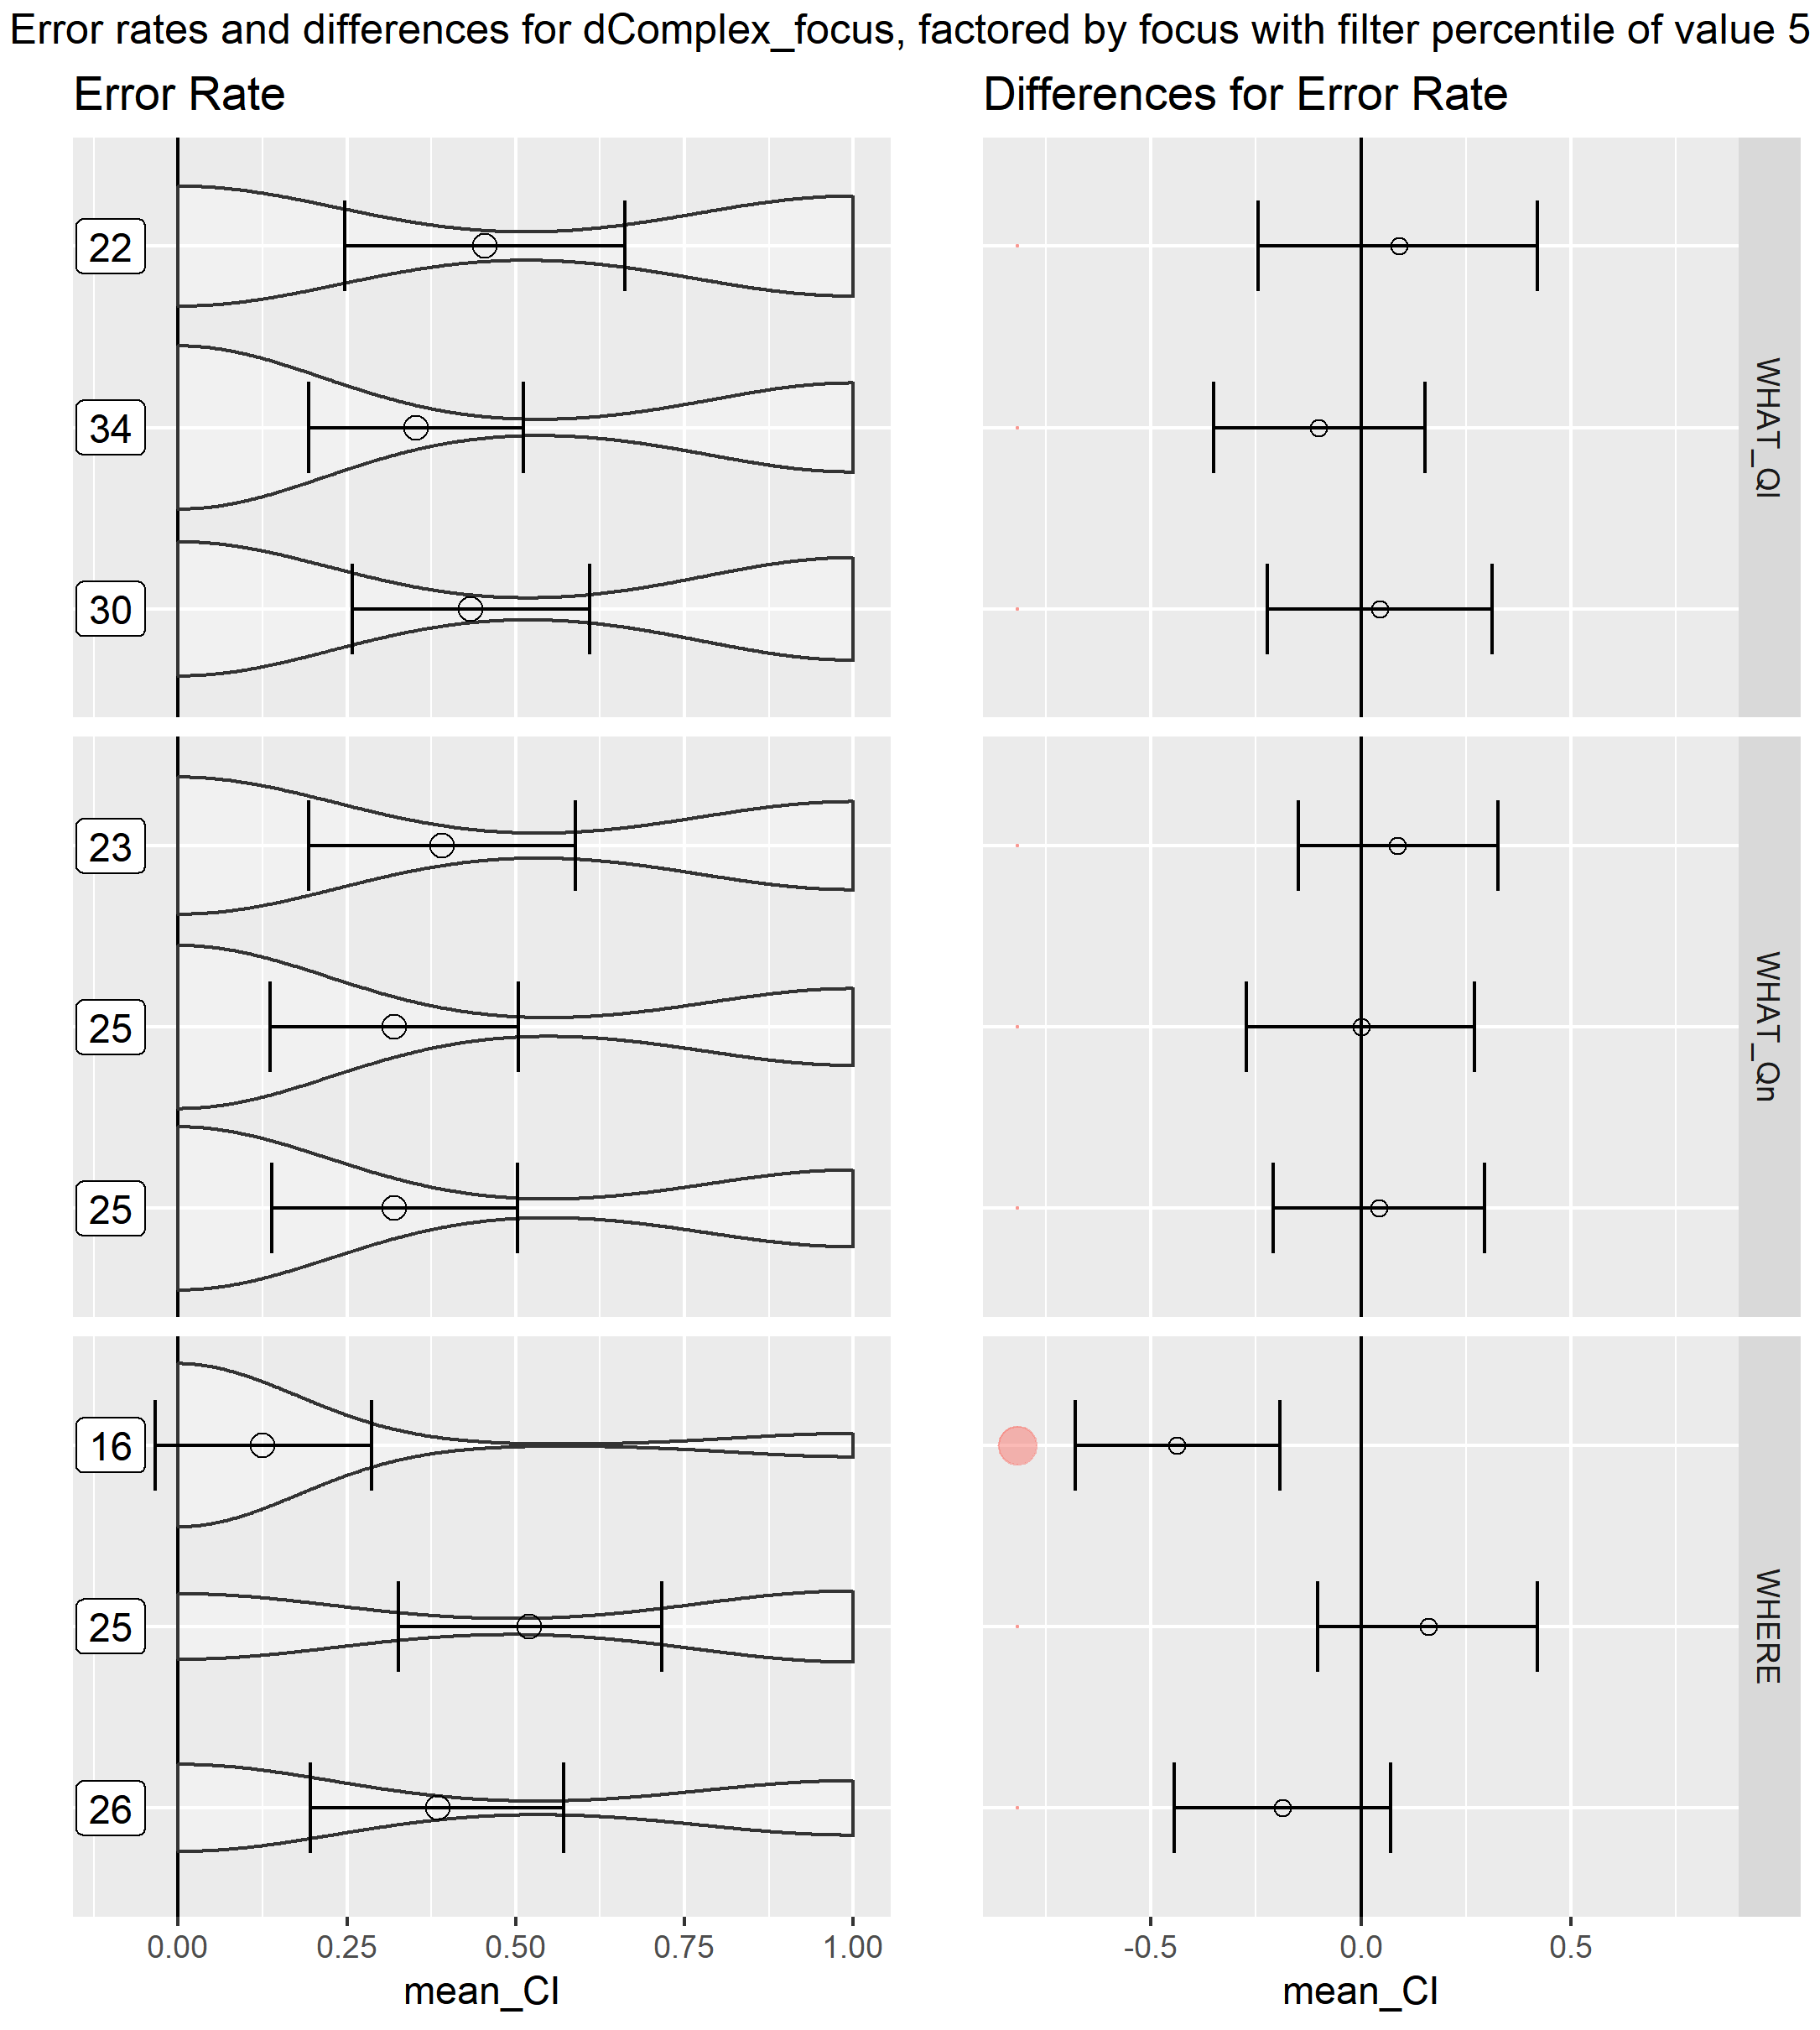 Error rates and differences for dComplex_focus, factored by focus with filter percentile of value 5
Error Rate
Differences for Error Rate
22
34
30
WHAT_Ql
23
25
25
WHAT_Qn
16
25
26
WHERE
0.00 0.25 0.50 0.75 1.00
-0.5 0.0 0.5
mean_CI
mean_CI